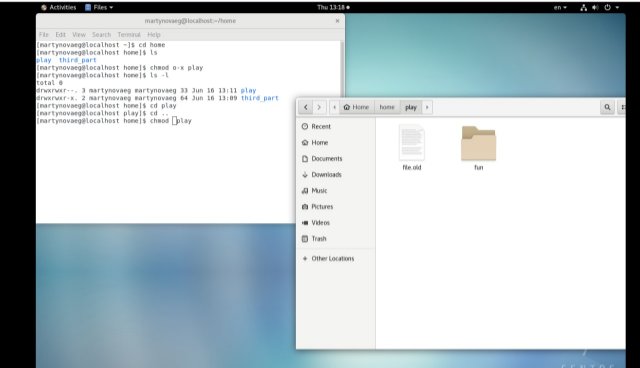 Activities Files Thu 13:18 en
martynovaeg@localhost:~/home
File Edit View Search Terminal Help
[martynovaeg@localhost ~]$ cd home
[martynovaeg@localhost home]$ ls
play third_part
[martynovaeg@localhost home]$ chmod o-x play
[martynovaeg@localhost home]$ ls -l
total 0
drwxrwxr--. 3 martynovaeg martynovaeg 33 Jun 16 13:11 play
drwxrwxr-x. 2 martynovaeg martynovaeg 64 Jun 16 13:09 third_part
[martynovaeg@localhost home]$ cd play
[martynovaeg@localhost play]$ cd ..
[martynovaeg@localhost home]$ chmod play
Home home play
Recent
Home
Documents
Downloads
Music
Pictures
Videos
Trash
Other Locations
file.old
fun